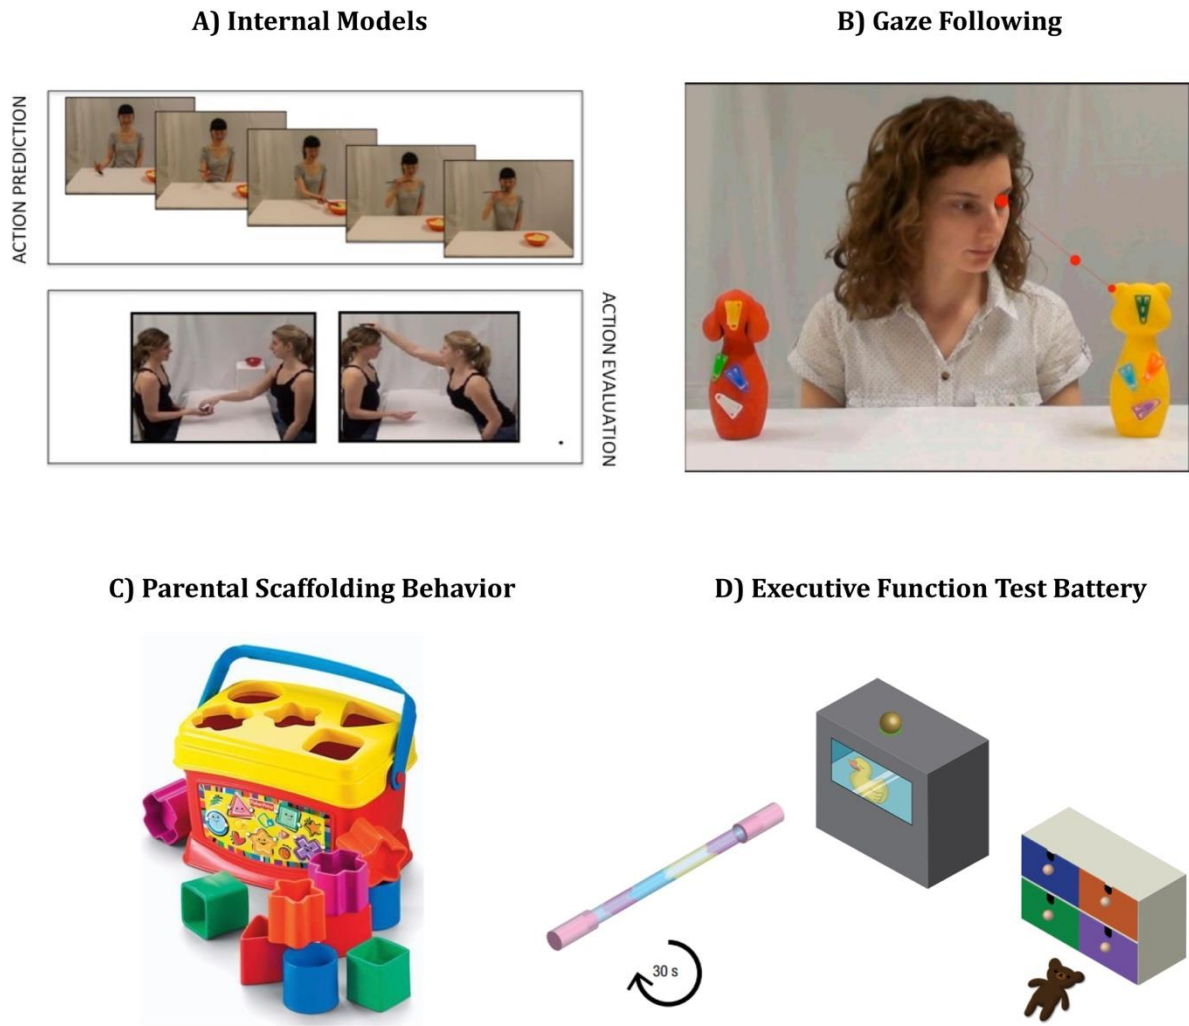 A) Internal Models
B) Gaze Following
ACTION PREDICTION
ACTION EVALUATION
C) Parental Scaffolding Behavior
D) Executive Function Test Battery
30 s